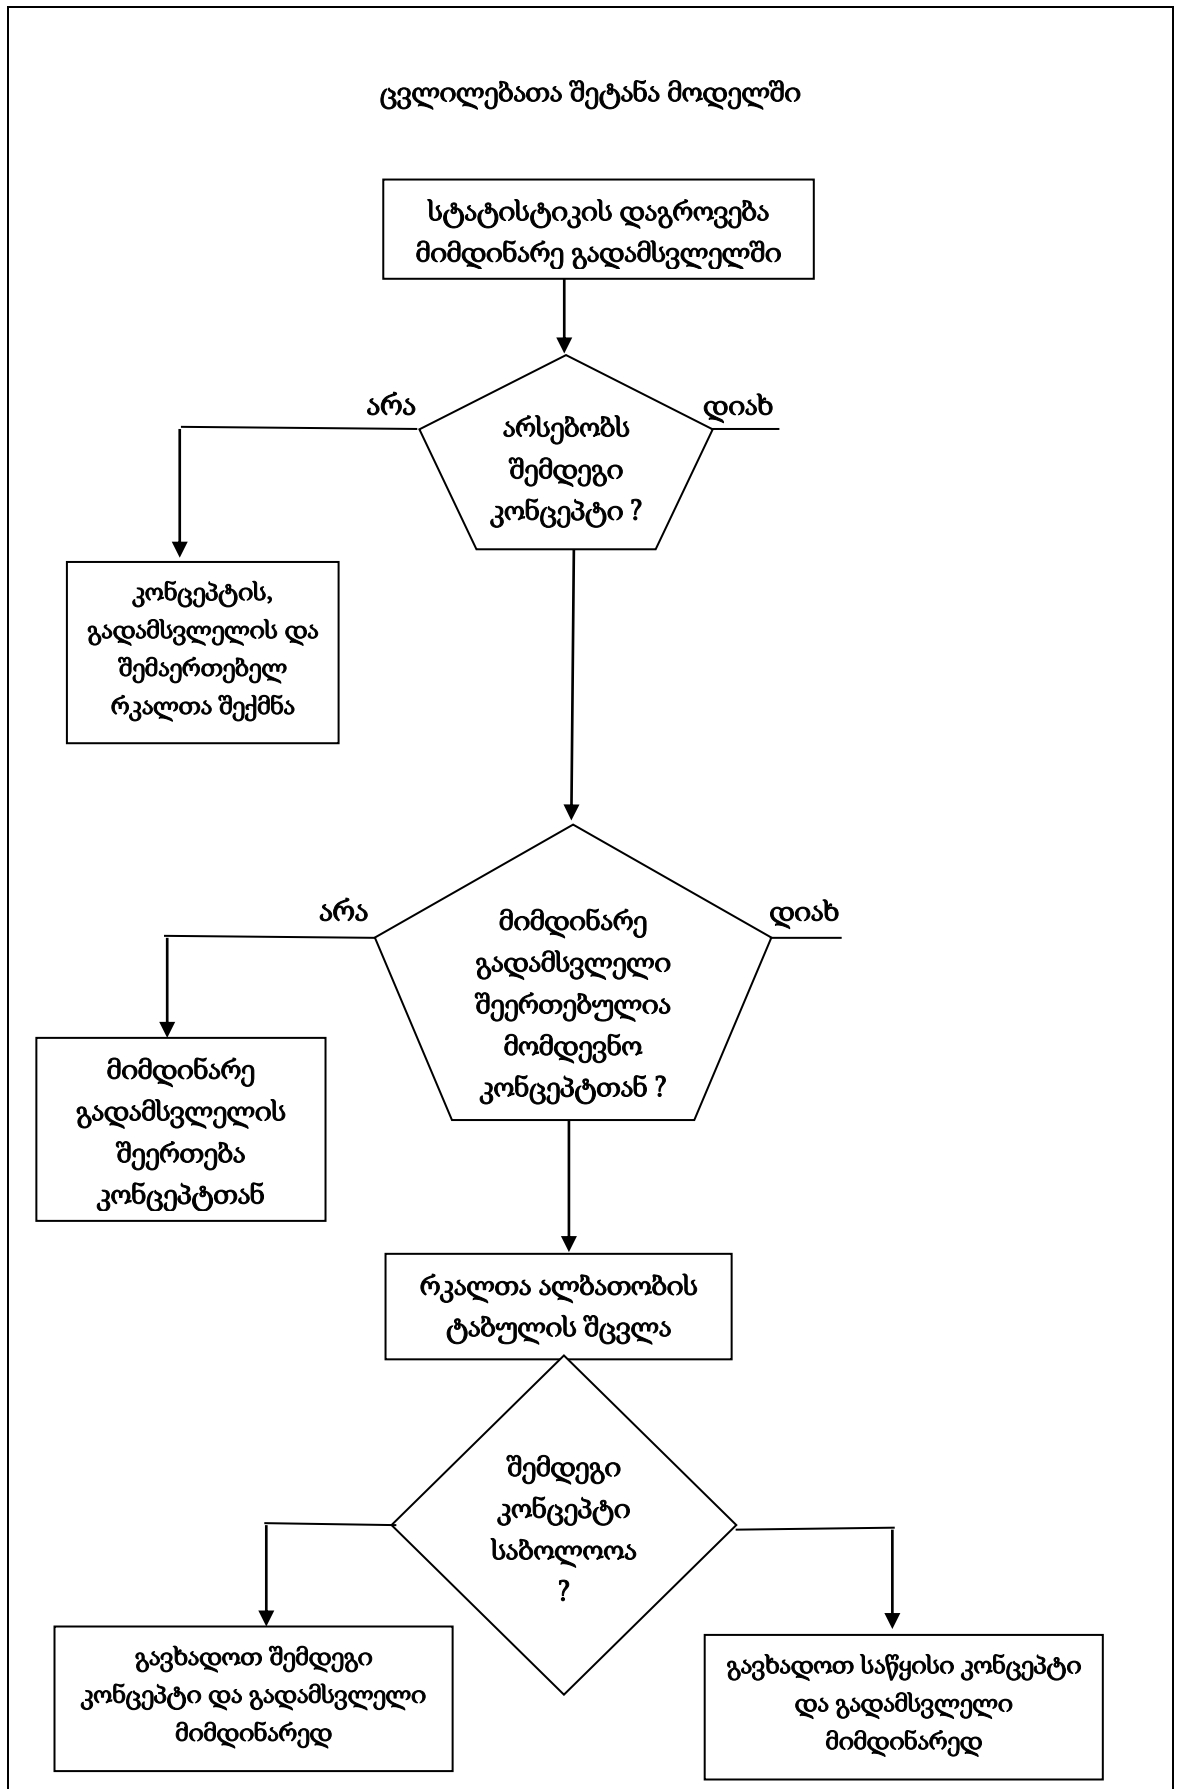 ცვლილებათა შეტანა მოდელში
სტატისტიკის დაგროვება
მიმდინარე გადამსვლელში
არა
დიახ
არსებობს
შემდეგი
კონცეპტი ?
კონცეპტის,
გადამსვლელის და
შემაერთებელ
რკალთა შექმნა
არა
დიახ
მიმდინარე
გადამსვლელი
შეერთებულია
მომდევნო
კონცეპტთან ?
მიმდინარე
გადამსვლელის
შეერთება
კონცეპტთან
რკალთა ალბათობის
ტაბულის შცვლა
შემდეგი
კონცეპტი
საბოლოოა
?
გავხადოთ შემდეგი
კონცეპტი და გადამსვლელი
მიმდინარედ
გავხადოთ საწყისი კონცეპტი
და გადამსვლელი
მიმდინარედ